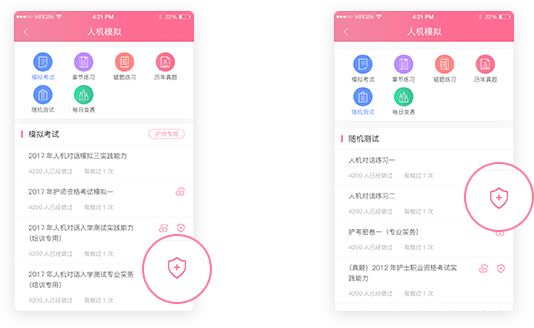 ●●●○○ VIRGIN 4:21 PM 22%
人机模拟
模拟考试 章节练习 错题练习 历年真题
随机测试 每日竞赛
模拟考试 护师专用
2017 年人机对话模拟三实践能力
4200 人已经做过 我做过 1 次
2017 年护师资格考试模拟一
4200 人已经做过 我做过 1 次
2017 年人机对话入学测试实践能力
(培训专用)
4200 人已经做过 我做过 1 次
2017 年人机对话入学测试专业实务
(培训专用)
4200 人已经做过 我做过 1 次
●●●○○ VIRGIN 4:21 PM 22%
人机模拟
模拟考试 章节练习 错题练习 历年真题
随机测试 每日竞赛
随机测试
人机对话练习一
4200 人已经做过 我做过 1 次
人机对话练习二
4200 人已经做过 我做过 1 次
护考密卷一（专业实务）
4200 人已经做过 我做过 1 次
(真题）2012 年护士职业资格考试实
践能力
4200 人已经做过 我做过 1 次